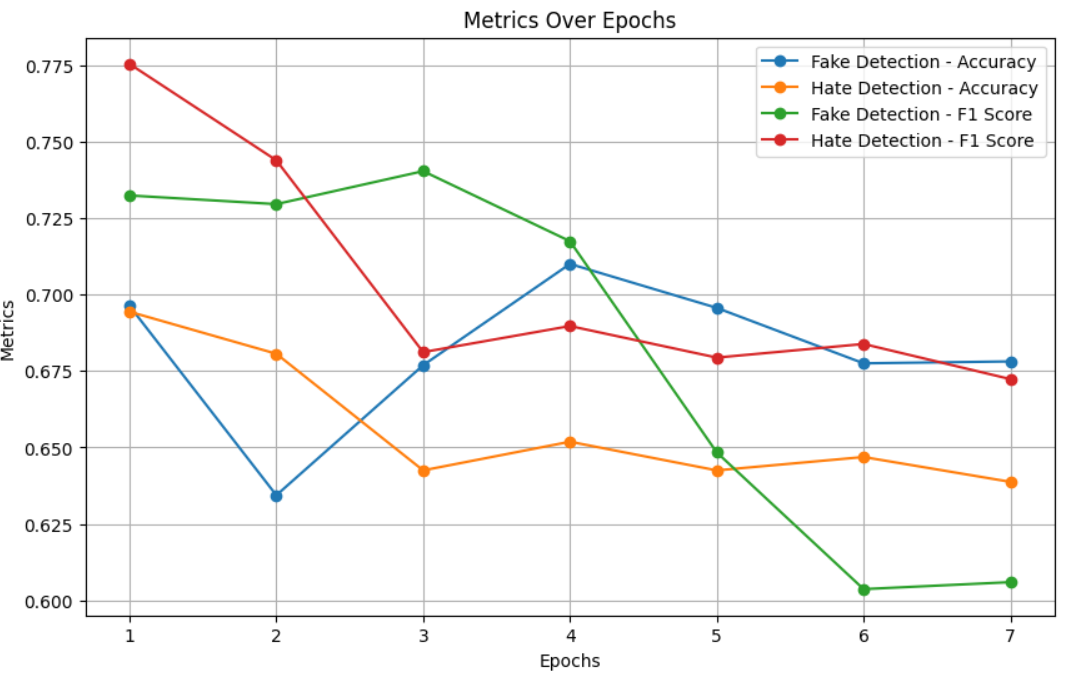 Metrics Over Epochs
Fake Detection - Accuracy
Hate Detection - Accuracy
Fake Detection - F1 Score
Hate Detection - F1 Score
0.775
0.750
0.725
0.700
0.675
0.650
0.625
0.600
Metrics
1 2 3 4 5 6 7
Epochs